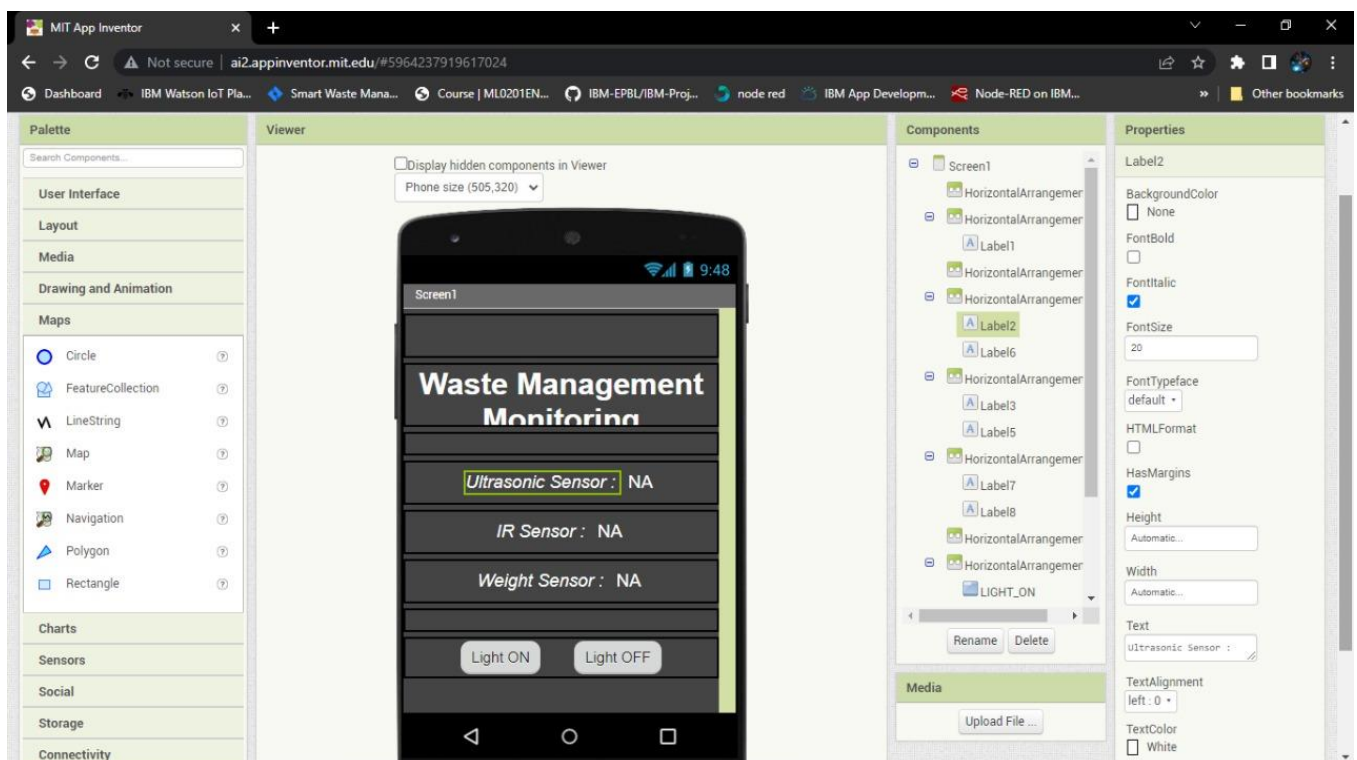 MIT App Inventor
Not secure | ai2.appinventor.mit.edu/#5964237919617024
Dashboard IBM Watson IoT Pla... Smart Waste Mana... Course | ML0201EN... IBM-EPBL/IBM-Proj... node red IBM App Developm... Node-RED on IBM... » Other bookmarks
Palette
Search Components...
User Interface
Layout
Media
Drawing and Animation
Maps
Circle
FeatureCollection
LineString
Map
Marker
Navigation
Polygon
Rectangle
Charts
Sensors
Social
Storage
Connectivity
Viewer
Display hidden components in Viewer
Phone size (505,320)
9:48
Screen1
Waste Management
Monitoring
Ultrasonic Sensor : NA
IR Sensor : NA
Weight Sensor : NA
Light ON Light OFF
Components
Screen1
HorizontalArrangemer
HorizontalArrangemer
Label1
HorizontalArrangemer
HorizontalArrangemer
Label2
Label6
HorizontalArrangemer
Label3
Label5
HorizontalArrangemer
Label7
Label8
HorizontalArrangemer
HorizontalArrangemer
LIGHT_ON
Rename Delete
Media
Upload File ...
Properties
Label2
BackgroundColor
None
FontBold
FontItalic
FontSize
20
FontTypeface
default
HTMLFormat
HasMargins
Height
Automatic...
Width
Automatic...
Text
Ultrasonic Sensor :
TextAlignment
left : 0
TextColor
White